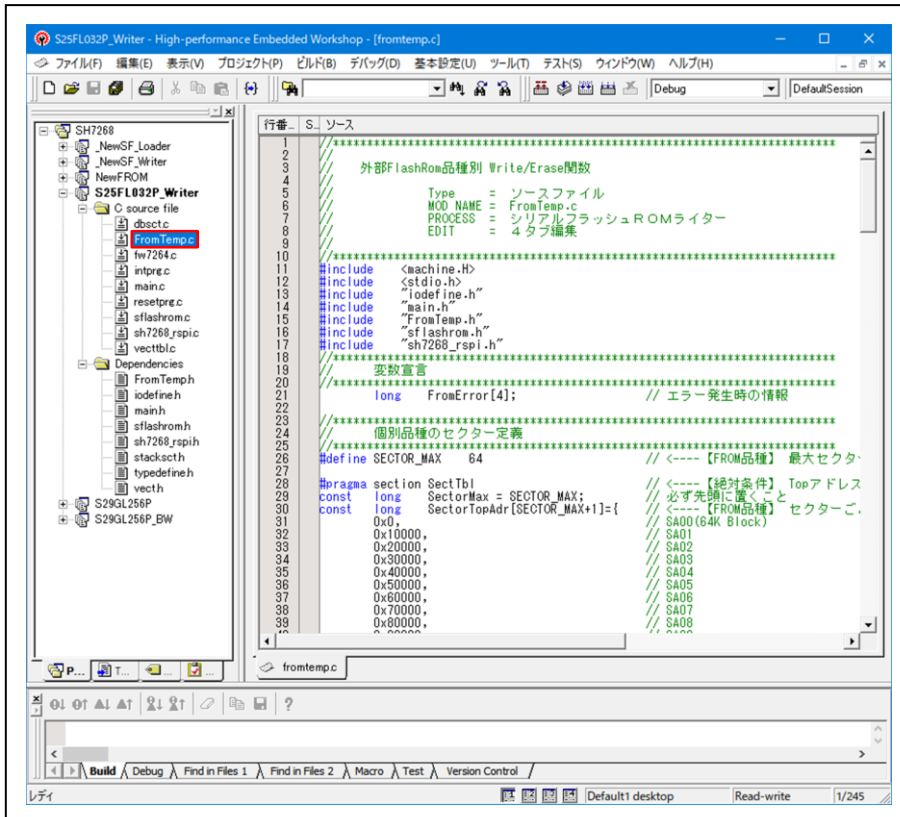 S25FL032P_Writer - High-performance Embedded Workshop - [fromtemp.c]
ファイル(F) 編集(E) 表示(V) プロジェクト(P) ビルド(B) デバッグ(D) 基本設定(U) ツール(T) テスト(S) ウィンドウ(W) ヘルプ(H)
Debug DefaultSession
SH7268
_NewSF_Loader
_NewSF_Writer
NewFROM
S25FL032P_Writer
C source file
dbsct.c
FromTemp.c
fw7264.c
intprg.c
main.c
resetprg.c
sflashrom.c
sh7268_rspi.c
vecttbl.c
Dependencies
FromTemp.h
iodefine.h
main.h
sflashrom.h
sh7268_rspi.h
stacksct.h
typedefine.h
vect.h
S29GL256P
S29GL256P_BW
P... T... ... ...
行番... S... ソース
1 //******************************************************************
2 //
3 // 外部FlashRom品種別 Write/Erase関数
4 //
5 // Type = ソースファイル
6 // MOD NAME = FromTemp.c
7 // PROCESS = シリアルフラッシュROMライター
8 // EDIT = 4タブ編集
9 //
10 //******************************************************************
11 #include <machine.H>
12 #include <stdio.h>
13 #include "iodefine.h"
14 #include "main.h"
15 #include "FromTemp.h"
16 #include "sflashrom.h"
17 #include "sh7268_rspi.h"
18 //******************************************************************
19 // 変数宣言
20 //******************************************************************
21 long FromError[4]; // エラー発生時の情報
22
23 //******************************************************************
24 // 個別品種のセクター定義
25 //******************************************************************
26 #define SECTOR_MAX 64 // <----【FROM品種】 最大セクタ
27
28 #pragma section SectTbl // <----【絶対条件】 Topアドレス
29 const long SectorMax = SECTOR_MAX; // 必ず先頭に置くこと
30 const long SectorTopAdr[SECTOR_MAX+1]={ // <----【FROM品種】 セクターご
31 0x0, // SA00(64K Block)
32 0x10000, // SA01
33 0x20000, // SA02
34 0x30000, // SA03
35 0x40000, // SA04
36 0x50000, // SA05
37 0x60000, // SA06
38 0x70000, // SA07
39 0x80000, // SA08
fromtemp.c
Build Debug Find in Files 1 Find in Files 2 Macro Test Version Control
レディ Default1 desktop Read-write 1/245